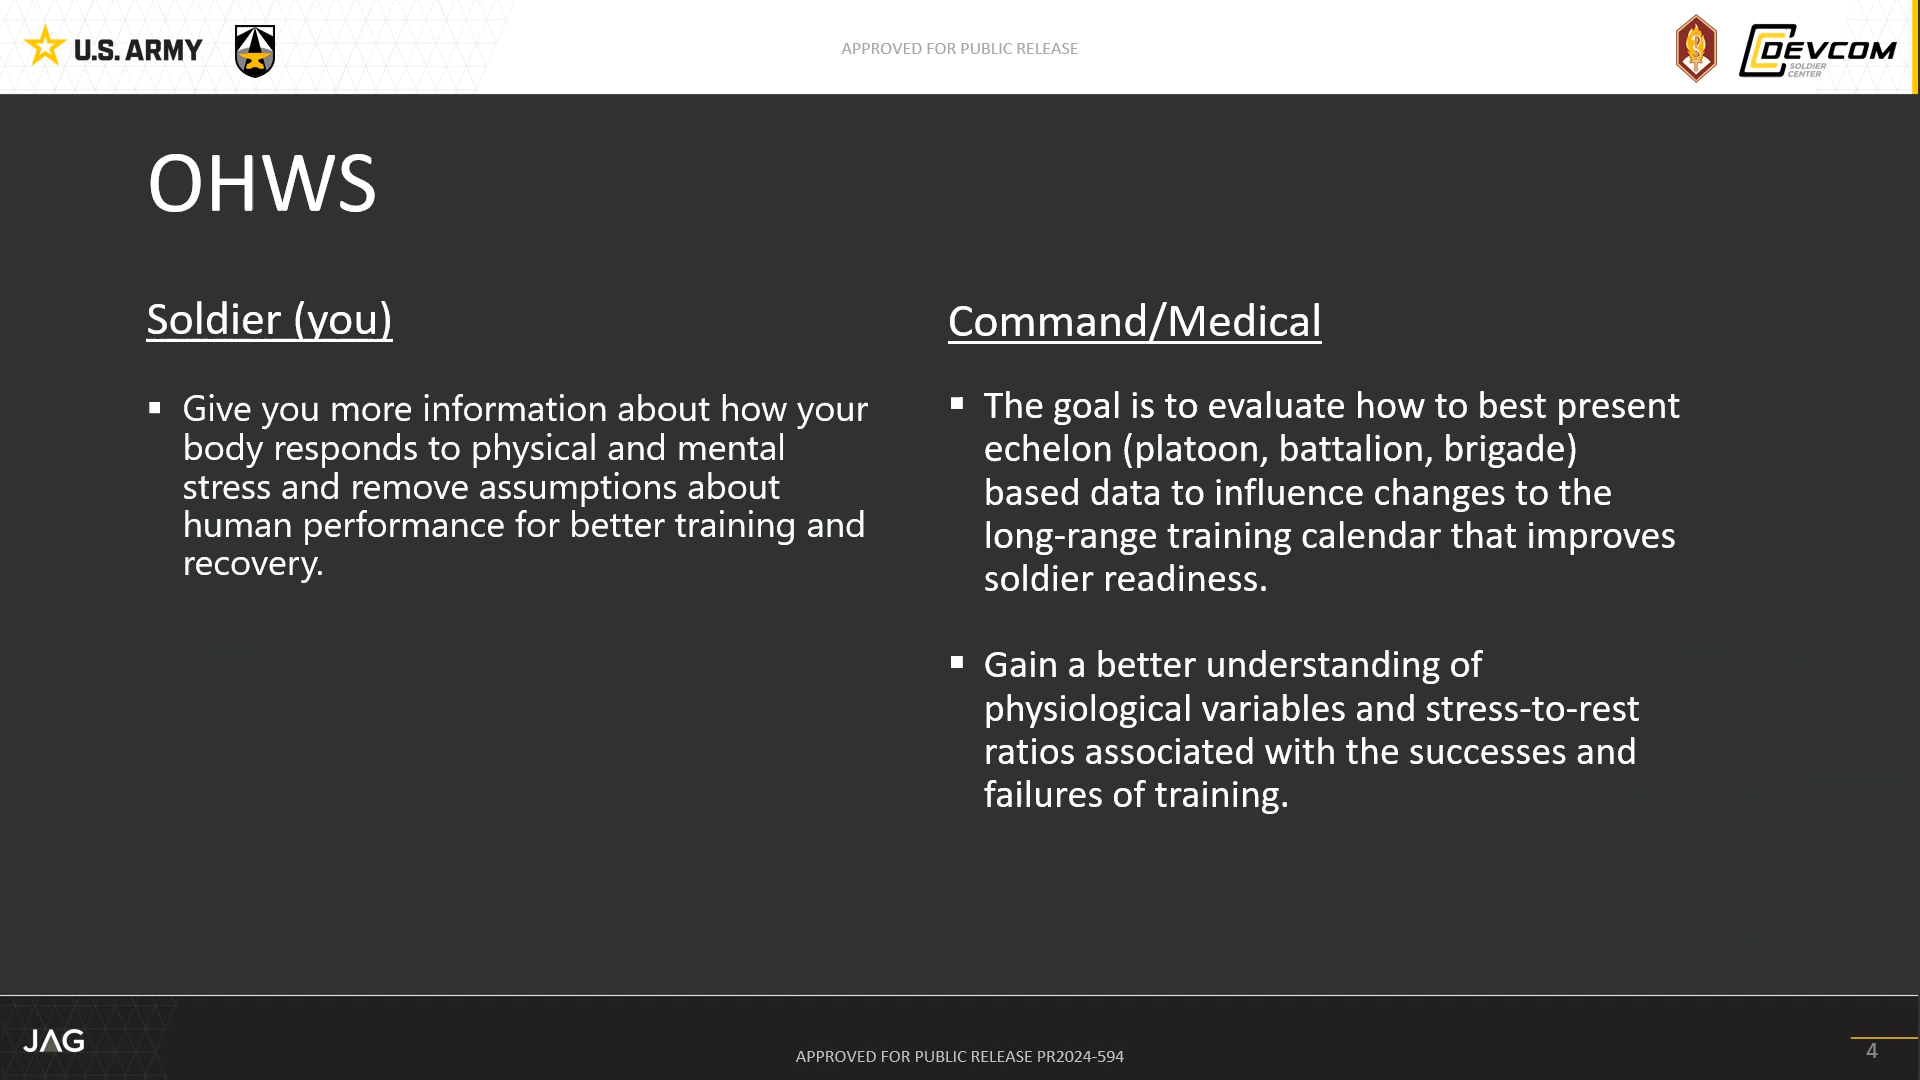 U.S. ARMY
APPROVED FOR PUBLIC RELEASE
DEVCOM
SOLDIER
CENTER
OHWS
Soldier (you)
▪ Give you more information about how your
body responds to physical and mental
stress and remove assumptions about
human performance for better training and
recovery.
Command/Medical
▪ The goal is to evaluate how to best present
echelon (platoon, battalion, brigade)
based data to influence changes to the
long-range training calendar that improves
soldier readiness.
▪ Gain a better understanding of
physiological variables and stress-to-rest
ratios associated with the successes and
failures of training.
JAG
APPROVED FOR PUBLIC RELEASE PR2024-594
4